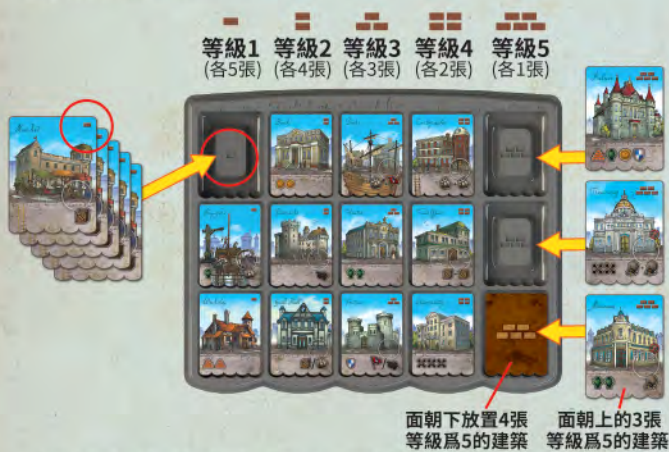 等級1
(各5張)
等級2
(各4張)
等級3
(各3張)
等級4
(各2張)
等級5
(各1張)
面朝下放置4張
等級爲5的建築
面朝上的3張
等級爲5的建築